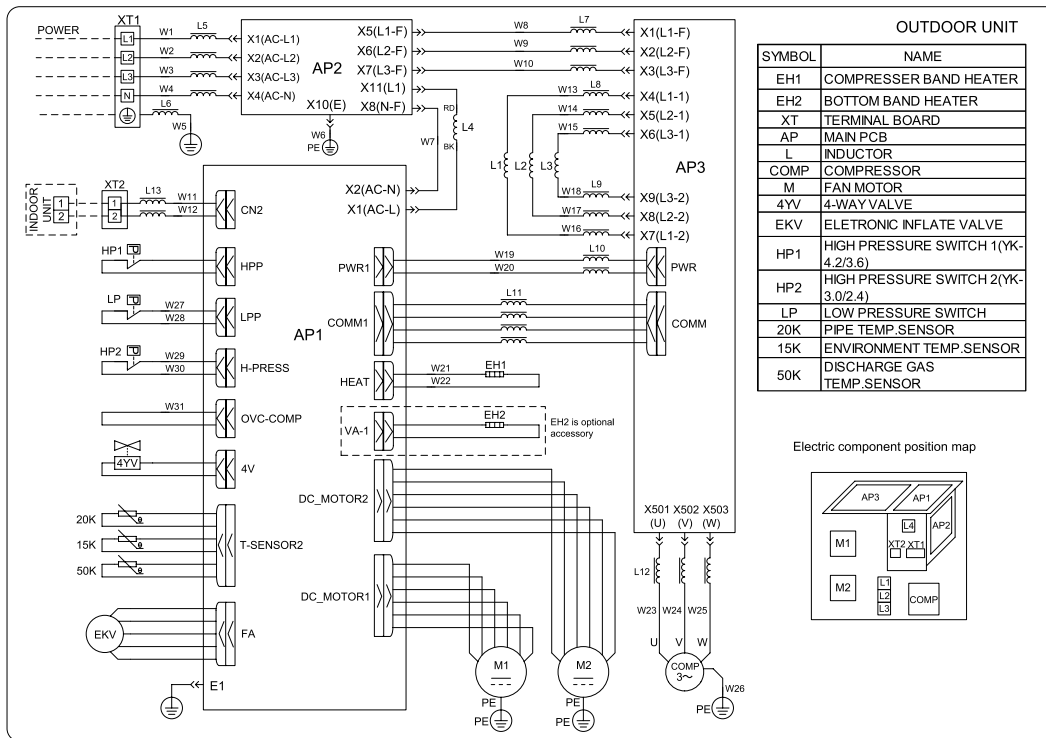 OUTDOOR UNIT
POWER
XT1
L1
L2
L3
N
W1
W2
W3
W4
W5
L5
L6
X1(AC-L1)
X2(AC-L2)
X3(AC-L3)
X4(AC-N)
AP2
X5(L1-F)
X6(L2-F)
X7(L3-F)
X11(L1)
X10(E)
X8(N-F)
W6
PE
RD
BK
L4
W7
W8
L7
W9
W10
X1(L1-F)
X2(L2-F)
X3(L3-F)
W13
L8
W14
W15
X4(L1-1)
X5(L2-1)
X6(L3-1)
L1
L2
L3
AP3
W18
L9
W17
W16
X9(L3-2)
X8(L2-2)
X7(L1-2)
INDOOR
UNIT
1
2
XT2
1
2
L13
W11
W12
CN2
X2(AC-N)
X1(AC-L)
HP1
P
HPP
PWR1
W19
W20
L10
PWR
LP
P
W27
W28
LPP
AP1
COMM1
L11
COMM
HP2
P
W29
W30
H-PRESS
HEAT
W21
W22
EH1
W31
OVC-COMP
VA-1
EH2
EH2 is optional
accessory
4YV
4V
DC_MOTOR2
20K
15K
50K
θ
θ
θ
T-SENSOR2
DC_MOTOR1
EKV
FA
E1
M1
PE
PE
M2
PE
PE
X501 X502 X503
(U) (V) (W)
L12
W23
W24
W25
U
V
W
COMP
3～
W26
PE
SYMBOL NAME
EH1 COMPRESSER BAND HEATER
EH2 BOTTOM BAND HEATER
XT TERMINAL BOARD
AP MAIN PCB
L INDUCTOR
COMP COMPRESSOR
M FAN MOTOR
4YV 4-WAY VALVE
EKV ELETRONIC INFLATE VALVE
HP1 HIGH PRESSURE SWITCH 1(YK-
4.2/3.6)
HP2 HIGH PRESSURE SWITCH 2(YK-
3.0/2.4)
LP LOW PRESSURE SWITCH
20K PIPE TEMP.SENSOR
15K ENVIRONMENT TEMP.SENSOR
50K DISCHARGE GAS
TEMP.SENSOR
Electric component position map
AP3
AP1
L4
AP2
XT2 XT1
M1
M2
L1
L2
L3
COMP